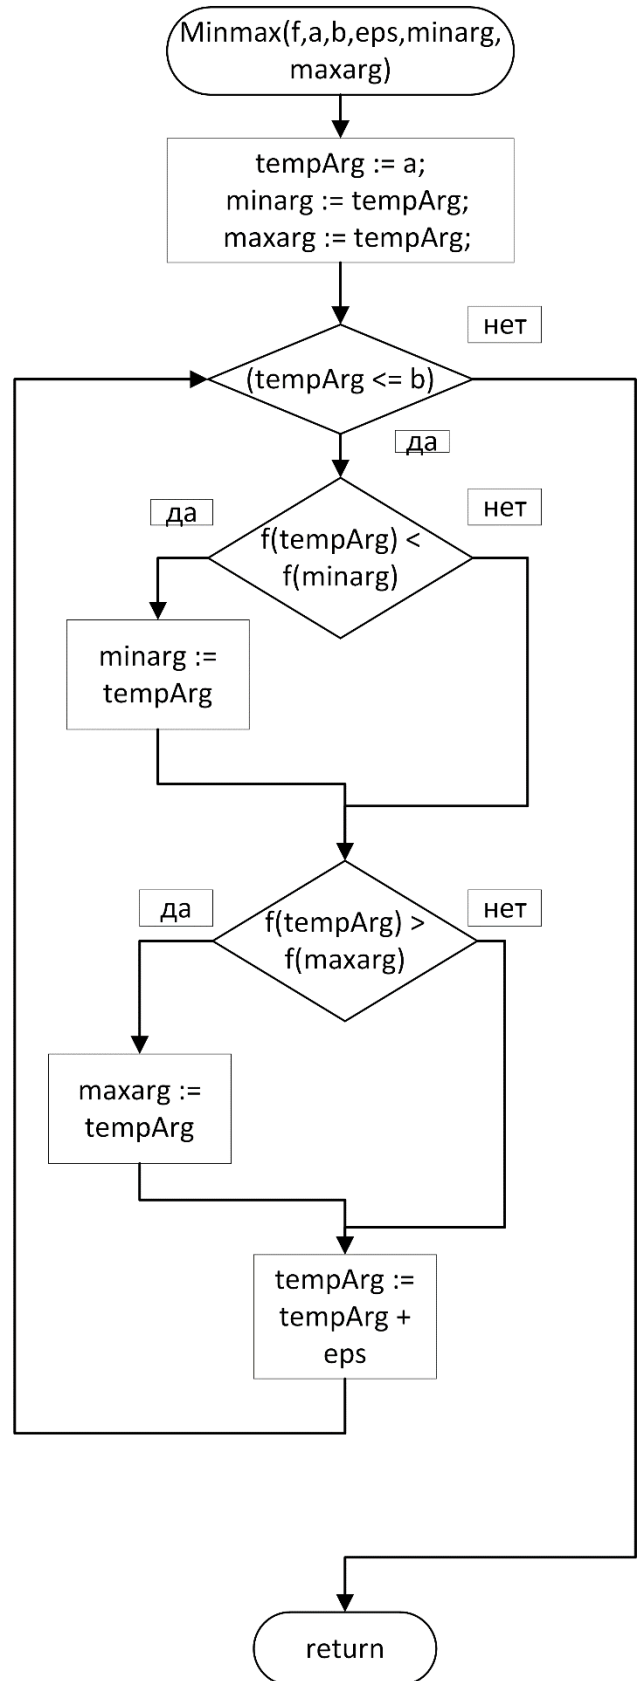 Minmax(f,a,b,eps,minarg,
maxarg)
tempArg := a;
minarg := tempArg;
maxarg := tempArg;
нет
(tempArg <= b)
да
да
нет
f(tempArg) <
f(minarg)
minarg :=
tempArg
да
нет
f(tempArg) >
f(maxarg)
maxarg :=
tempArg
tempArg :=
tempArg +
eps
return